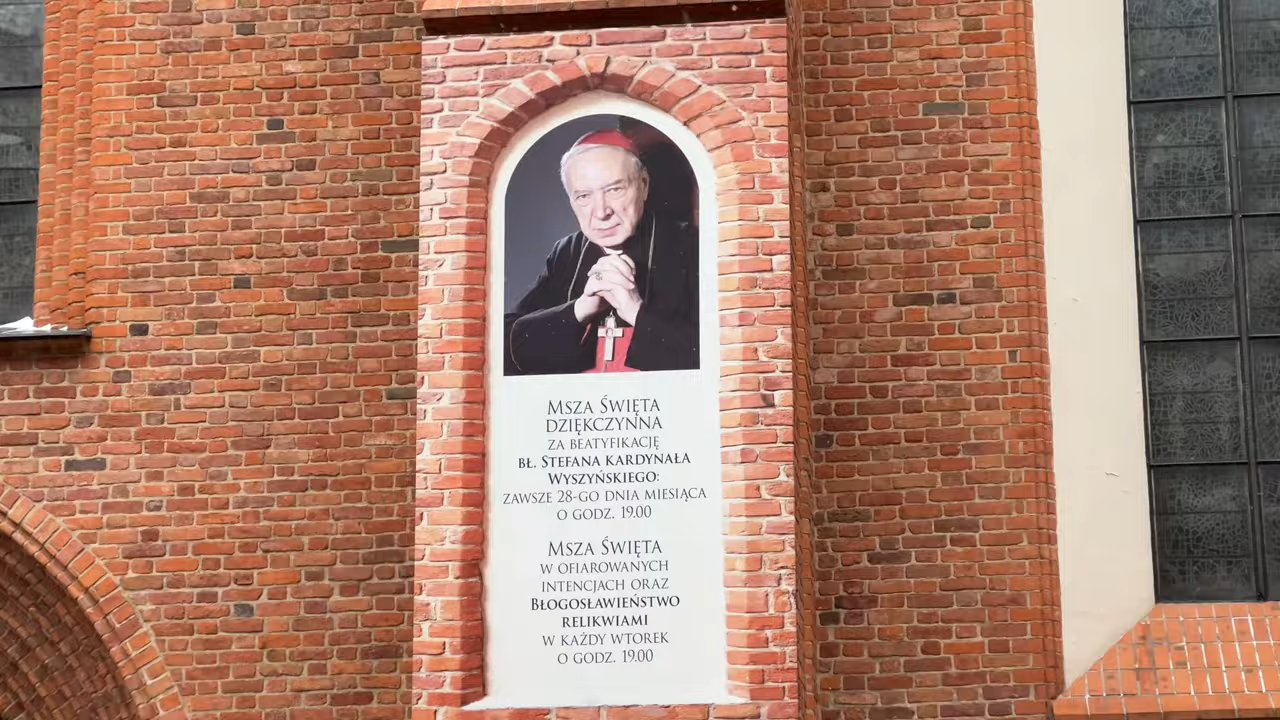 Msza Święta
dziękczynna
za beatyfikację
bł. Stefana kardynała
Wyszyńskiego:
zawsze 28-go dnia miesiąca
o godz. 19.00
Msza Święta
w ofiarowanych
intencjach oraz
Błogosławieństwo
relikwiami
w każdy wtorek
o godz. 19.00